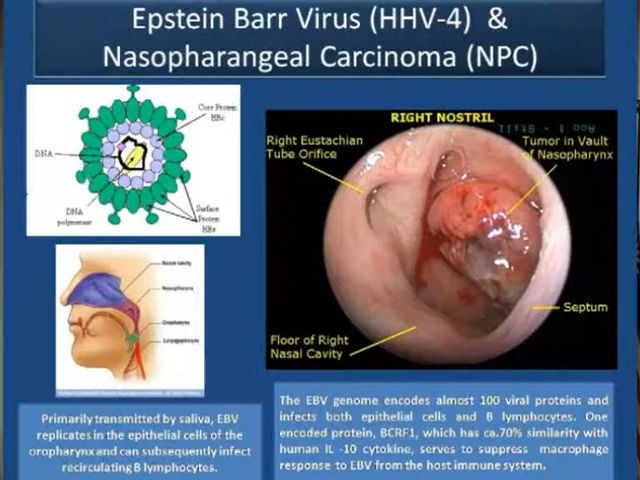 Epstein Barr Virus (HHV-4) &
Nasopharangeal Carcinoma (NPC)
Core Protein
HBc
DNA
DNA
polymerase
Surface
Protein
HBs
RIGHT NOSTRIL
Right Eustachian
Tube Orifice
Tumor in Vault
of Nasopharynx
Septum
Floor of Right
Nasal Cavity
Nasal cavity
Nasopharynx
Oropharynx
Laryngopharynx
Primarily transmitted by saliva, EBV
replicates in the epithelial cells of the
oropharynx and can subsequently infect
recirculating B lymphocytes.
The EBV genome encodes almost 100 viral proteins and
infects both epithelial cells and B lymphocytes. One
encoded protein, BCRF1, which has ca.70% similarity with
human IL -10 cytokine, serves to suppress macrophage
response to EBV from the host immune system.